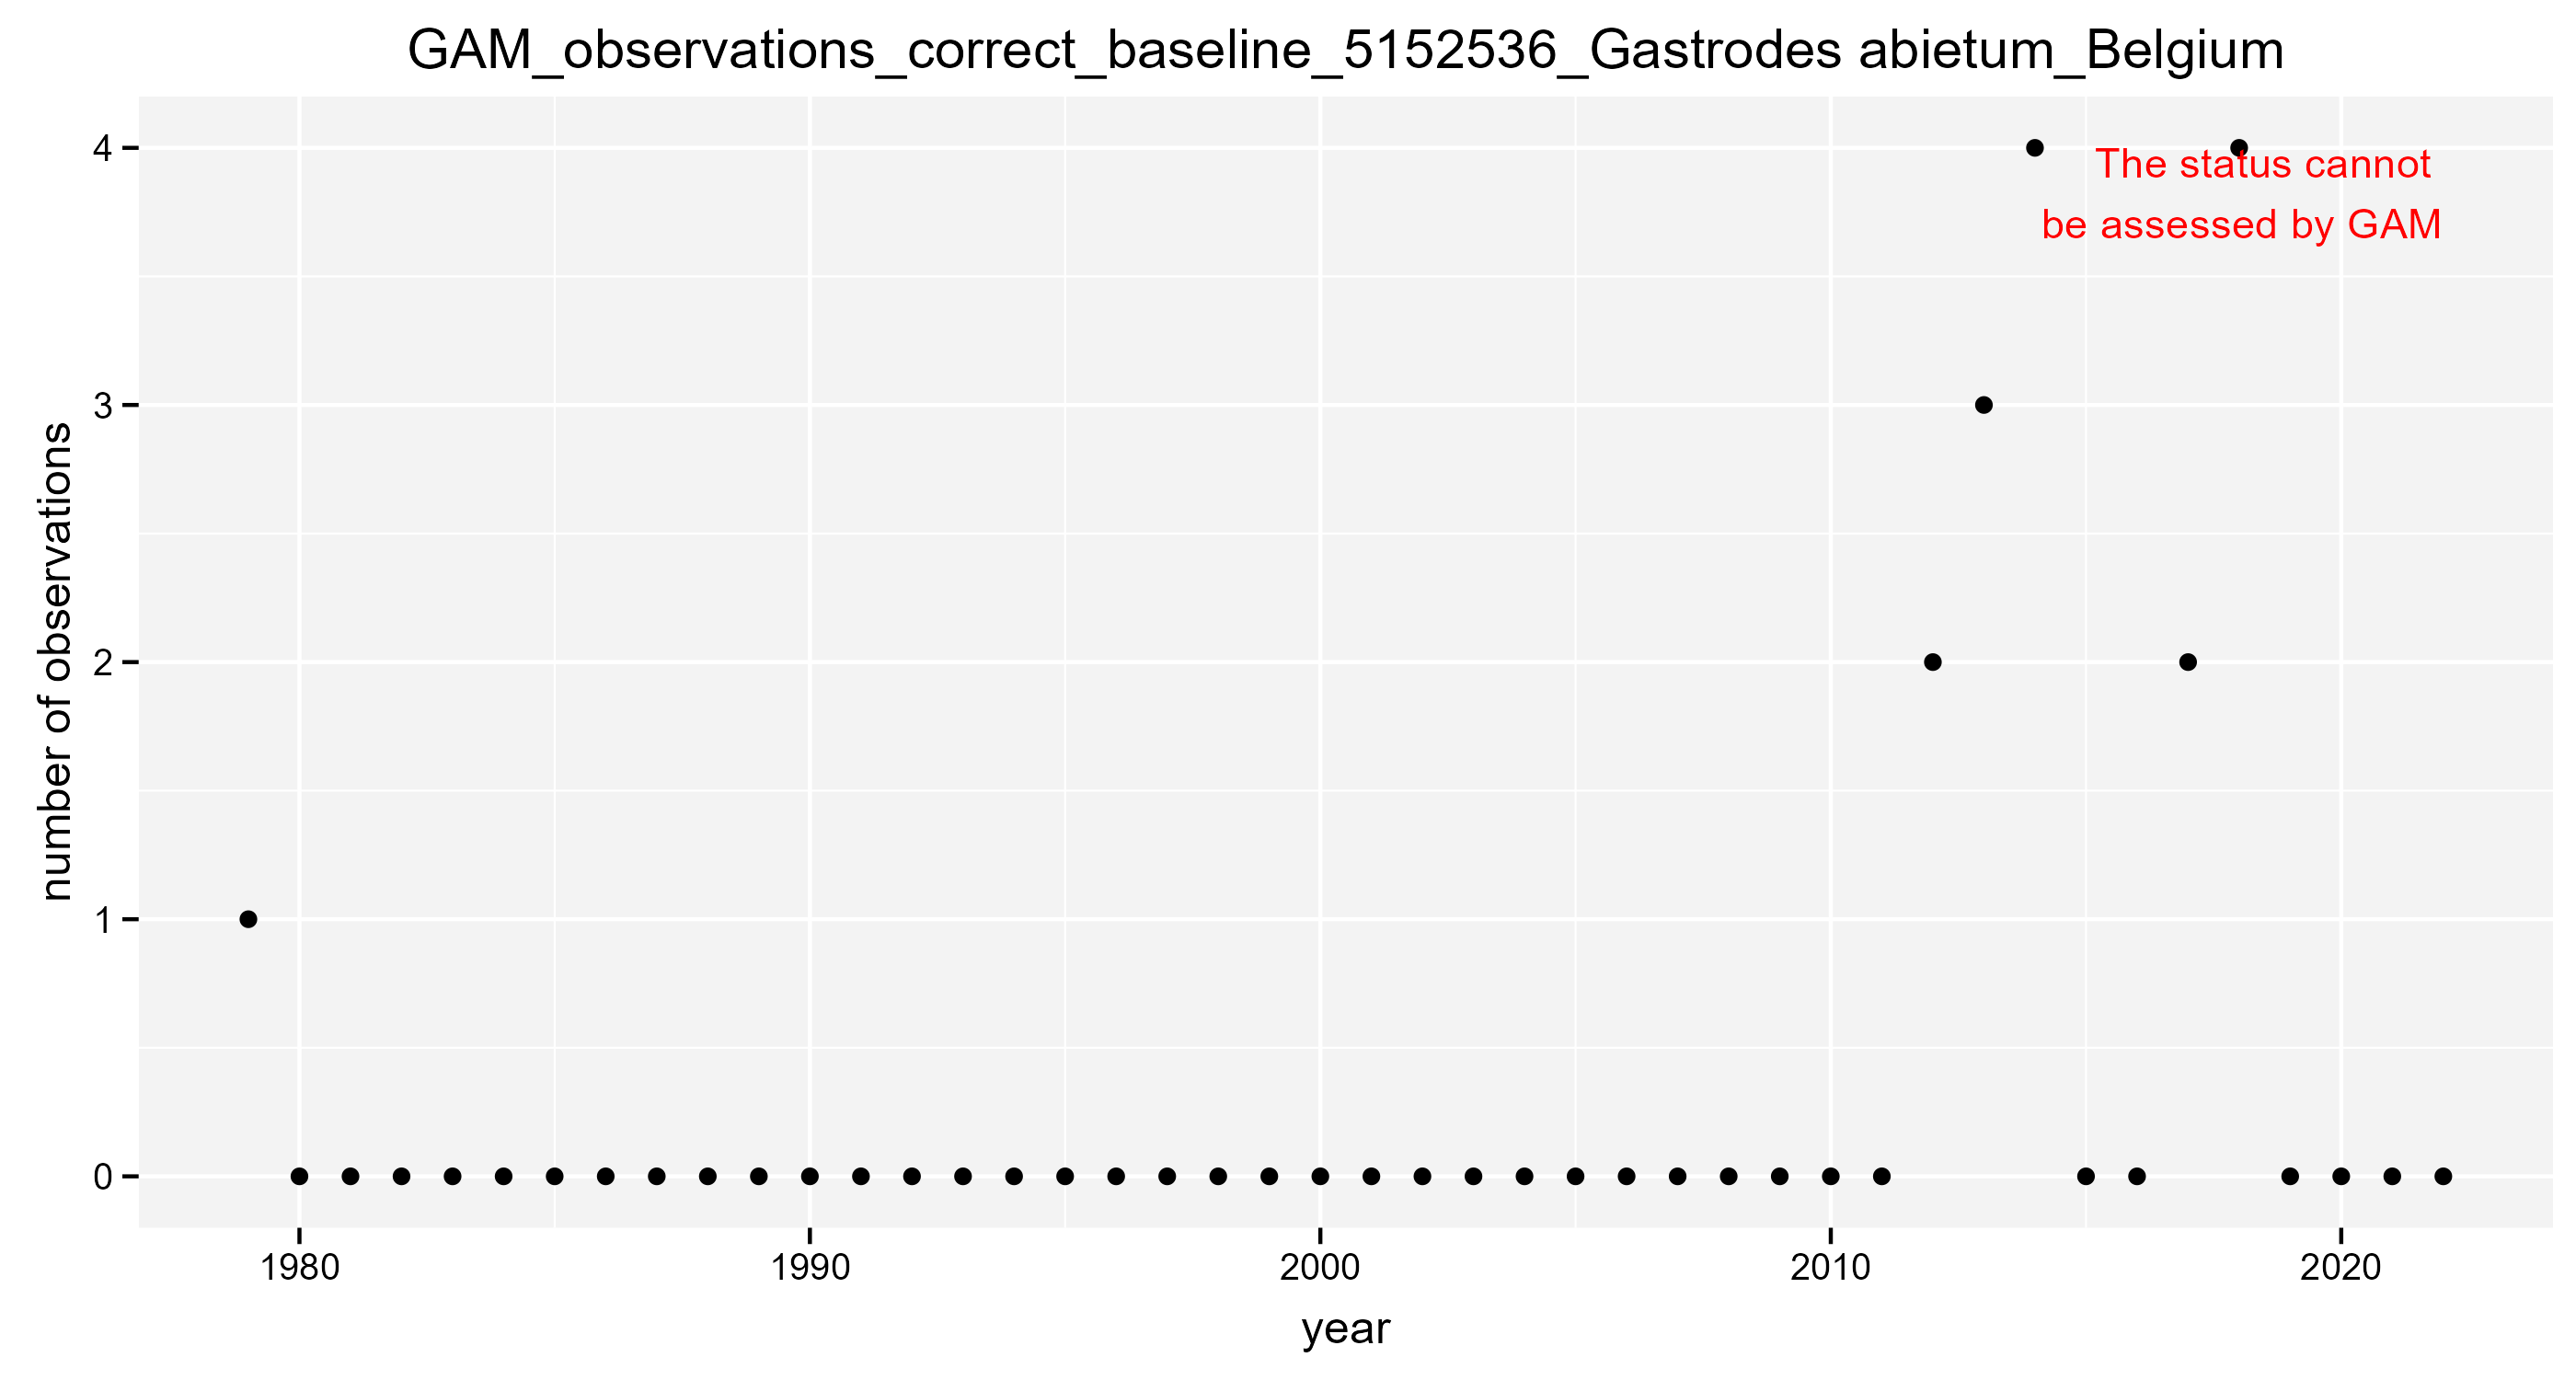 GAM_observations_correct_baseline_5152536_Gastrodes abietum_Belgium
4
The status cannot
be assessed by GAM
3
number of observations
2
1
0
1980 1990 2000 2010 2020
year